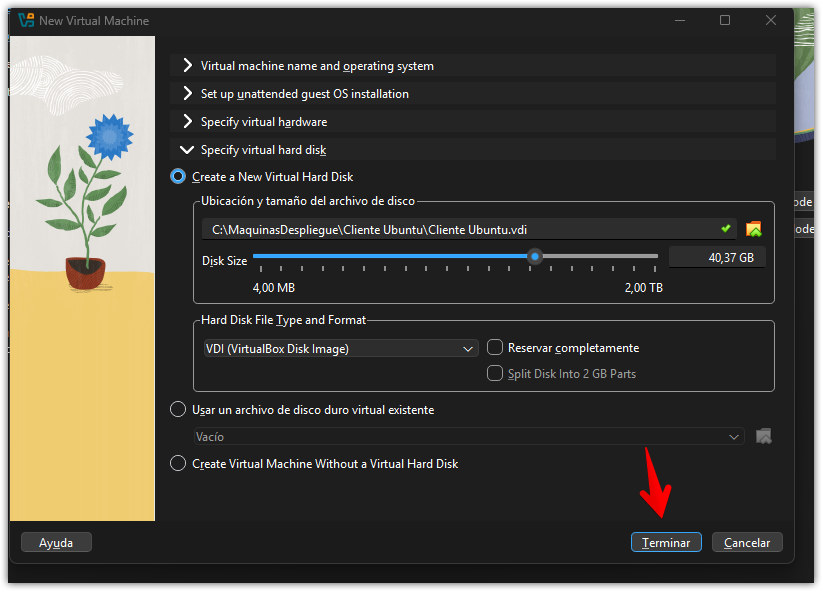 New Virtual Machine
Virtual machine name and operating system
Set up unattended guest OS installation
Specify virtual hardware
Specify virtual hard disk
Create a New Virtual Hard Disk
Ubicación y tamaño del archivo de disco
C:\MaquinasDespliegue\Cliente Ubuntu\Cliente Ubuntu.vdi
Disk Size
40,37 GB
4,00 MB 2,00 TB
Hard Disk File Type and Format
VDI (VirtualBox Disk Image)
Reservar completamente
Split Disk Into 2 GB Parts
Usar un archivo de disco duro virtual existente
Vacío
Create Virtual Machine Without a Virtual Hard Disk
Ayuda Terminar Cancelar